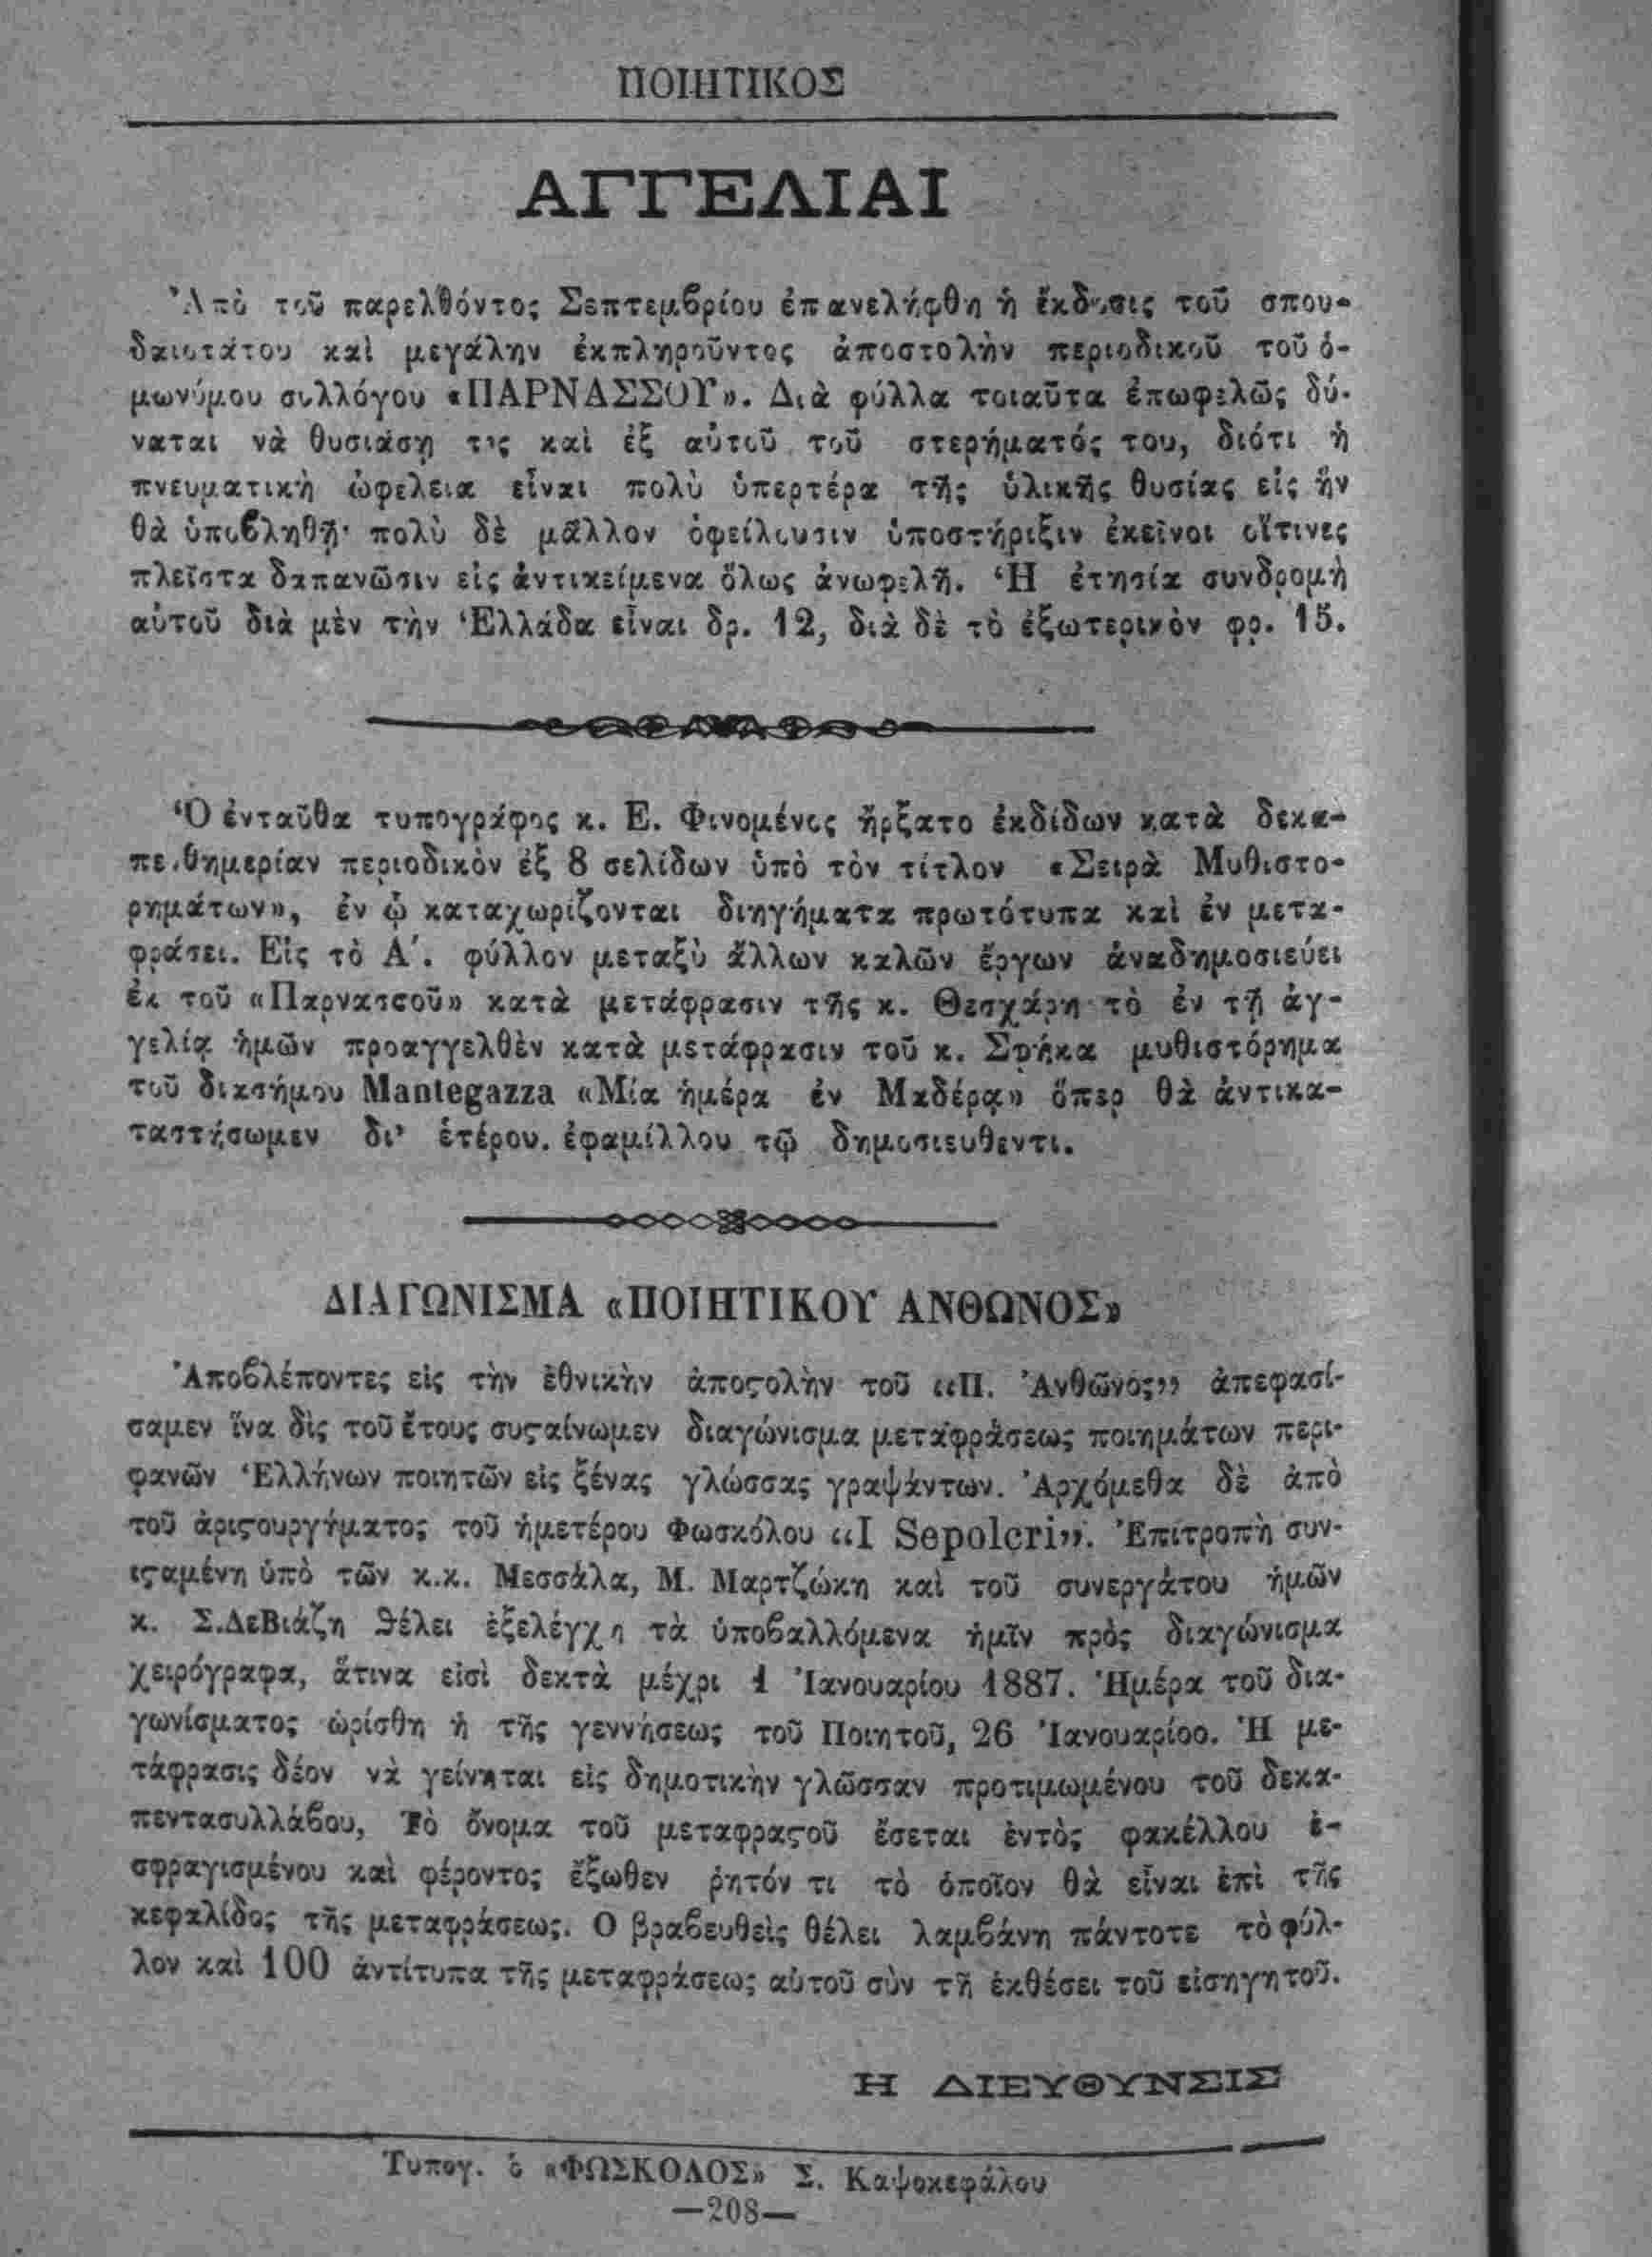 ΠΟΙΗΤΙΚΟΣ
ΑΓΓΕΛΙΑΙ
Ἀπὸ τοῦ παρελθόντος Σεπτεμβρίου ἐπανελήφθη ἡ ἔκδοσις τοῦ σπου-
δαιοτάτου καὶ μεγάλην ἐκπληροῦντος ἀποστολὴν περιοδικοῦ τοῦ ὁ-
μωνύμου συλλόγου «ΠΑΡΝΑΣΣΟΥ». Διὰ φύλλα τοιαῦτα ἐπωφελῶς δύ-
ναται νὰ θυσιάσῃ τις καὶ ἐξ αὐτοῦ τοῦ στερήματός του, διότι ἡ
πνευματικὴ ὠφελεια εἶναι πολὺ ὑπερτέρα τῆς ὑλικῆς θυσίας εἰς ἥν
θὰ ὑποβληθῇ· πολὺ δὲ μᾶλλον ὀφείλουσιν ὑποστήριξιν ἐκεῖνοι οἵτινες
πλεῖστα δαπανῶσιν εἰς ἀντικείμενα ὅλως ἀνωφελῆ. Ἡ ἐτησία συνδρομὴ
αὐτοῦ διὰ μὲν τὴν Ἑλλάδα εἶναι δρ. 12, διὰ δὲ τὸ ἐξωτερικὸν φρ. 15.
Ὁ ἐνταῦθα τυπογράφος κ. Ε. Φινομένος ἤρξατο ἐκδίδων κατὰ δεκα-
πενθημερίαν περιοδικὸν ἐξ 8 σελίδων ὑπὸ τὸν τίτλον «Σειρὰ Μυθιστο-
ρημάτων», ἐν ᾧ καταχωρίζονται διηγήματα πρωτότυπα καὶ ἐν μετα-
φράσει. Εἰς τὸ Α΄. φύλλον μεταξὺ ἄλλων καλῶν ἔργων ἀναδημοσιεύει
ἐκ τοῦ «Παρνασσοῦ» κατὰ μετάφρασιν τῆς κ. Θεσχάρη τὸ ἐν τῇ ἀγ-
γελίᾳ ἡμῶν προαγγελθὲν κατὰ μετάφρασιν τοῦ κ. Σφήκα μυθιστόρημα
τοῦ διασήμου Mantegazza «Μία ἡμέρα ἐν Μαδέρᾳ» ὅπερ θὰ ἀντικα-
ταστήσωμεν δι' ἑτέρου. ἐφαμίλλου τῷ δημοσιευθεντι.
ΔΙΑΓΩΝΙΣΜΑ «ΠΟΙΗΤΙΚΟΥ ΑΝΘΩΝΟΣ»
Ἀποβλέποντες εἰς τὴν ἐθνικὴν ἀποϛολὴν τοῦ «Π. Ἀνθῶνος» ἀπεφασί-
σαμεν ἵνα δὶς τοῦ ἔτους συϛαίνωμεν διαγώνισμα μεταφράσεως ποιημάτων περι-
φανῶν Ἑλλήνων ποιητῶν εἰς ξένας γλώσσας γραψάντων. Ἀρχόμεθα δὲ ἀπὸ
τοῦ ἀριϛουργήματος τοῦ ἡμετέρου Φωσκόλου «I Sepolcri». Ἐπιτροπὴ συν-
ιϛαμένη ὑπὸ τῶν κ.κ. Μεσσάλα, Μ. Μαρτζώκη καὶ τοῦ συνεργάτου ἡμῶν
κ. Σ.ΔεΒιάζη θέλει ἐξελέγχῃ τὰ ὑποβαλλόμενα ἡμῖν πρὸς διαγώνισμα
χειρόγραφα, ἅτινα εἰσὶ δεκτὰ μέχρι 1 Ἰανουαρίου 1887. Ἡμέρα τοῦ δια-
γωνίσματος ὡρίσθη ἡ τῆς γεννήσεως τοῦ Ποιητοῦ, 26 Ἰανουαρίοο. Ἡ με-
τάφρασις δέον νὰ γείνηται εἰς δημοτικὴν γλῶσσαν προτιμωμένου τοῦ δεκα-
πεντασυλλάβου, Τὸ ὄνομα τοῦ μεταφραϛοῦ ἔσεται ἐντὸς φακέλλου ἐ-
σφραγισμένου καὶ φέροντος ἔξωθεν ῥητόν τι τὸ ὁποῖον θὰ εἶναι ἐπὶ τῆς
κεφαλίδος τῆς μεταφράσεως. Ο βραβευθεὶς θέλει λαμβάνη πάντοτε τὸ φύλ-
λον καὶ 100 ἀντίτυπα τῆς μεταφράσεως αὐτοῦ σὺν τῇ ἐκθέσει τοῦ εἰσηγητοῦ.
Η ΔΙΕΥΘΥΝΣΙΣ
Τυπογ. ὁ «ΦΩΣΚΟΛΟΣ» Σ. Καψοκεφάλου
—208—